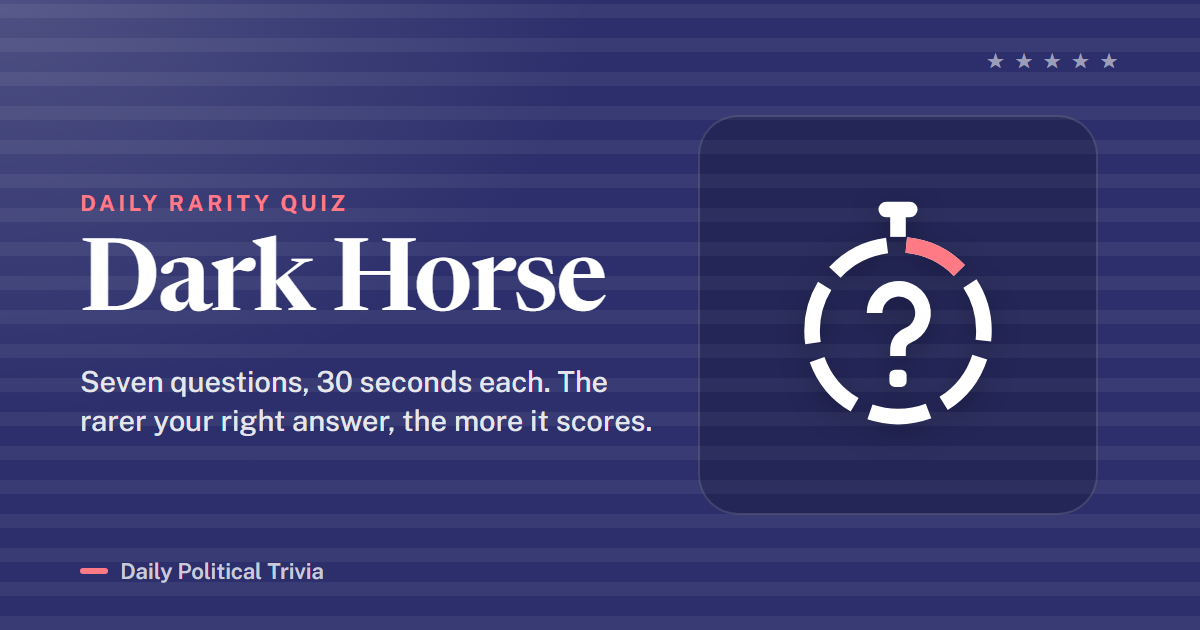 ★ ★ ★ ★ ★
DAILY RARITY QUIZ
Dark Horse
Seven questions, 30 seconds each. The
rarer your right answer, the more it scores.
?
Daily Political Trivia